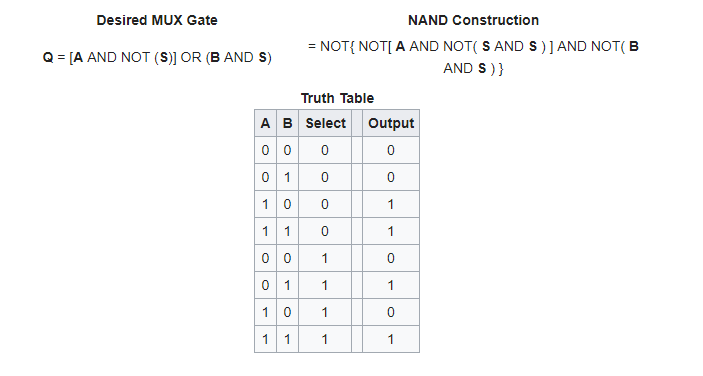 Desired MUX Gate
NAND Construction
Q = [A AND NOT (S)] OR (B AND S)
= NOT{ NOT[ A AND NOT( S AND S ) ] AND NOT( B
AND S ) }
Truth Table
A B Select Output
0 0 0 0
0 1 0 0
1 0 0 1
1 1 0 1
0 0 1 0
0 1 1 1
1 0 1 0
1 1 1 1